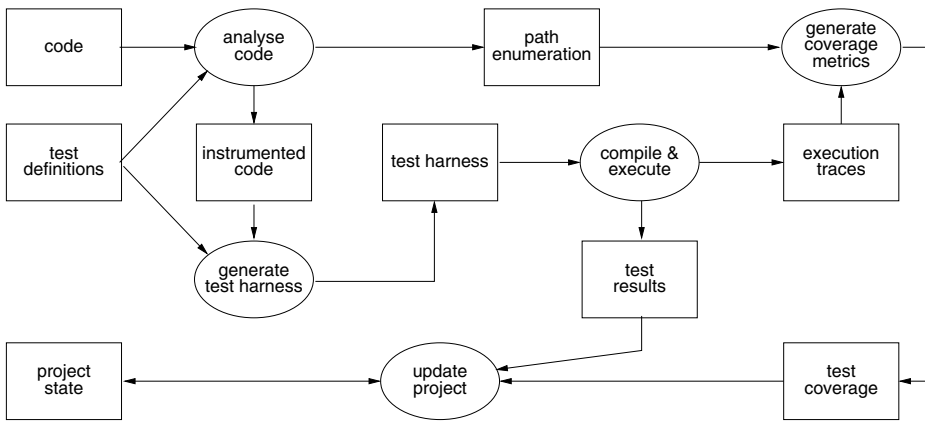 code
analyse
code
path
enumeration
generate
coverage
metrics
test
definitions
instrumented
code
test harness
compile &
execute
execution
traces
generate
test harness
test
results
project
state
update
project
test
coverage